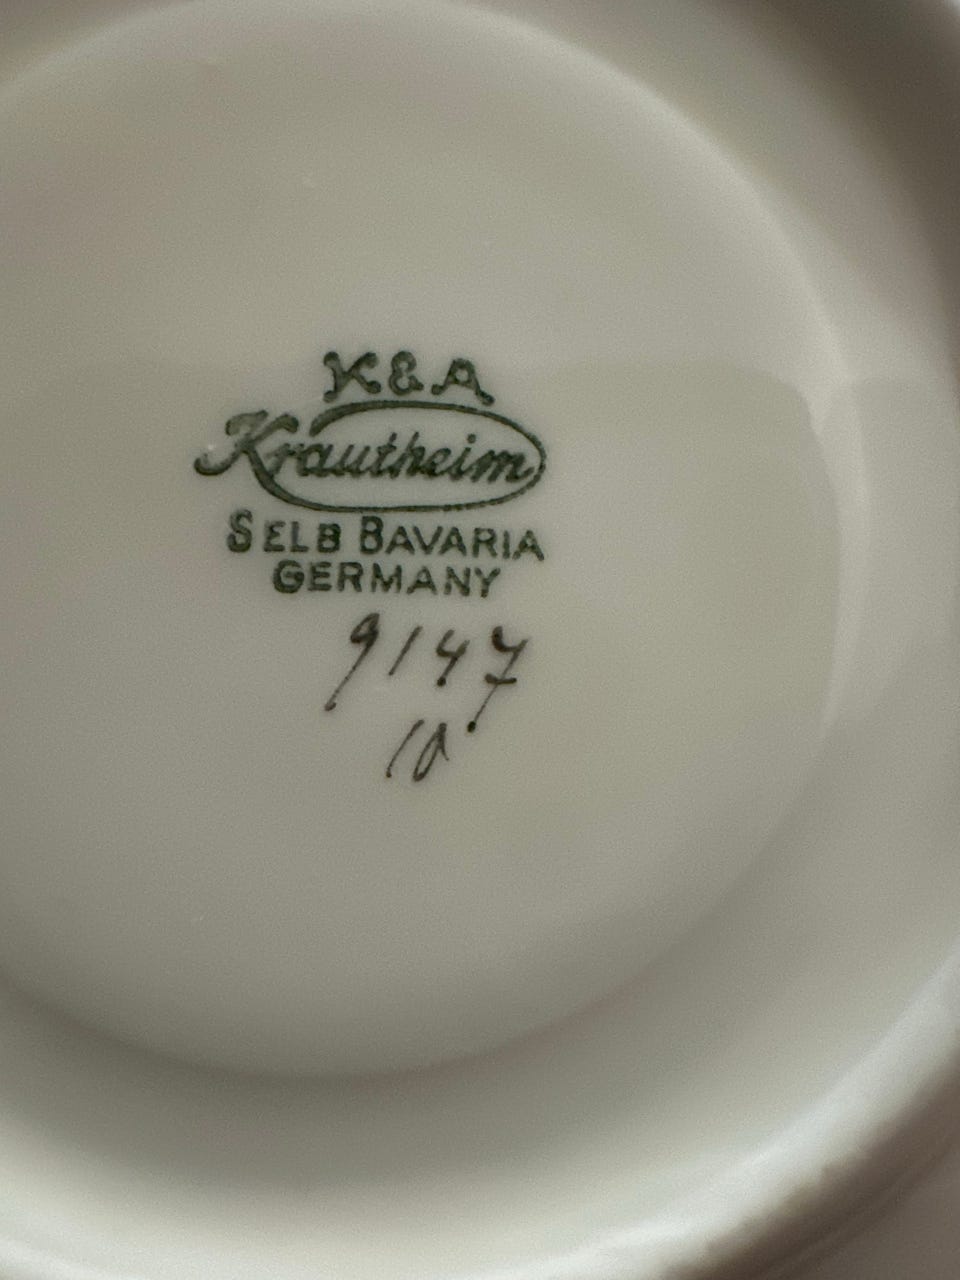 K&A
Krautheim
SELB BAVARIA
GERMANY
9147
10